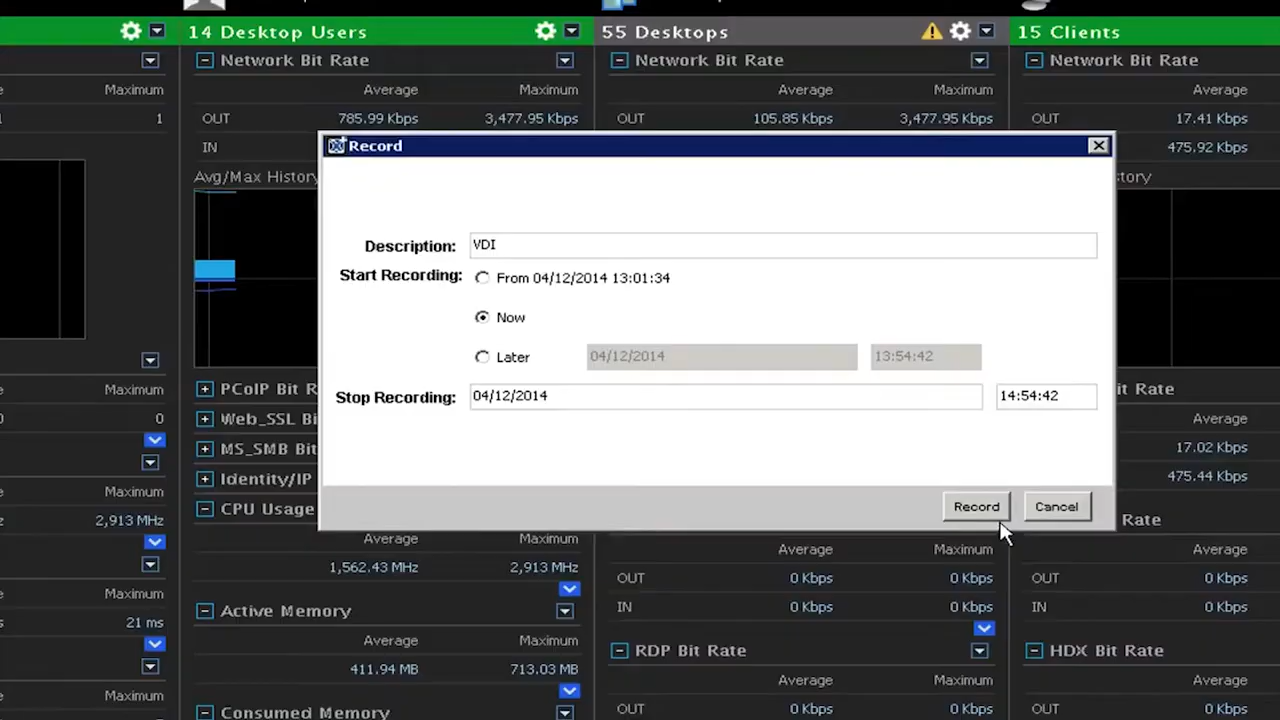 14 Desktop Users
55 Desktops
15 Clients
Network Bit Rate
Network Bit Rate
Network Bit Rate
Maximum
Average Maximum
Average Maximum
Average
1
OUT 785.99 Kbps 3,477.95 Kbps
OUT 105.85 Kbps 3,477.95 Kbps
OUT 17.41 Kbps
IN
475.92 Kbps
Avg/Max History
tory
Record
Description: VDI
Start Recording: From 04/12/2014 13:01:34
Now
Later 04/12/2014 13:54:42
Stop Recording: 04/12/2014 14:54:42
Record Cancel
Maximum
0
Maximum
2,913 MHz
Maximum
21 ms
Maximum
PCoIP Bit R
Web_SSL Bi
MS_SMB Bit
Identity/IP
CPU Usage
Average Maximum
1,562.43 MHz 2,913 MHz
Active Memory
Average Maximum
411.94 MB 713.03 MB
Consumed Memory
Average Maximum
OUT 0 Kbps 0 Kbps
IN 0 Kbps 0 Kbps
RDP Bit Rate
Average Maximum
OUT 0 Kbps 0 Kbps
it Rate
Average
17.02 Kbps
475.44 Kbps
Rate
Average
OUT 0 Kbps
IN 0 Kbps
HDX Bit Rate
Average
OUT 0 Kbps